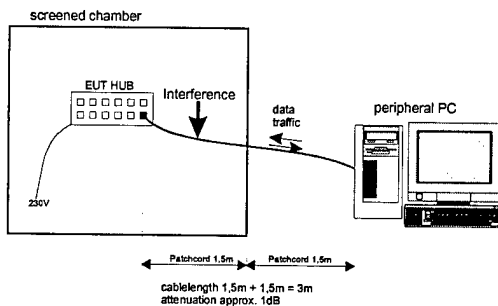 screened chamber
EUT HUB
Interference
data
traffic
peripheral PC
230V
Patchcord 1,5m
Patchcord 1,5m
cablelength 1,5m + 1,5m = 3m
attenuation approx. 1dB